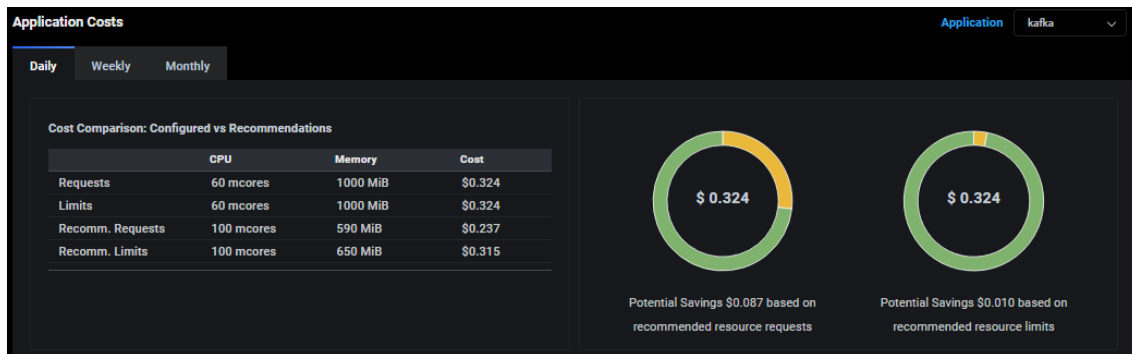 Application Costs
Application kafka
Daily Weekly Monthly
Cost Comparison: Configured vs Recommendations
CPU Memory Cost
Requests 60 mcores 1000 MiB $0.324
Limits 60 mcores 1000 MiB $0.324
Recomm. Requests 100 mcores 590 MiB $0.237
Recomm. Limits 100 mcores 650 MiB $0.315
$ 0.324
Potential Savings $0.087 based on
recommended resource requests
$ 0.324
Potential Savings $0.010 based on
recommended resource limits